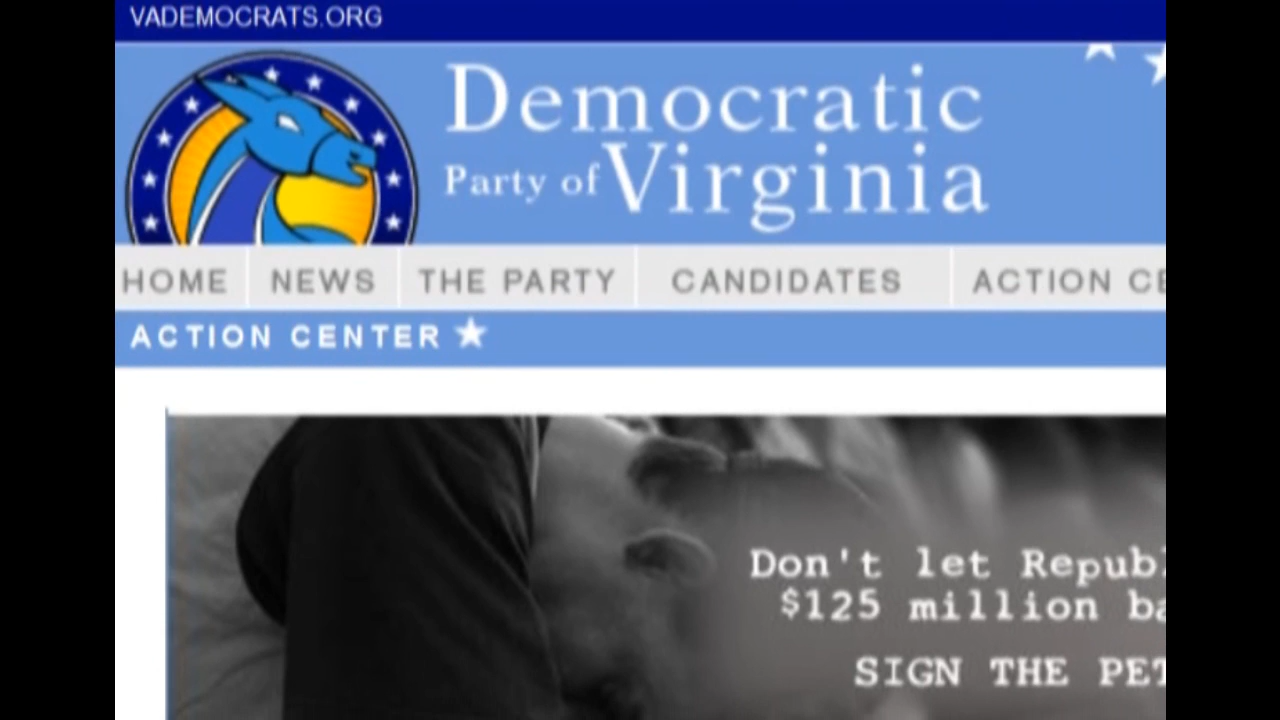 VADEMOCRATS.ORG
Democratic
Party of Virginia
HOME NEWS THE PARTY CANDIDATES ACTION
ACTION CENTER
Don't let
$125 million
SIGN THE